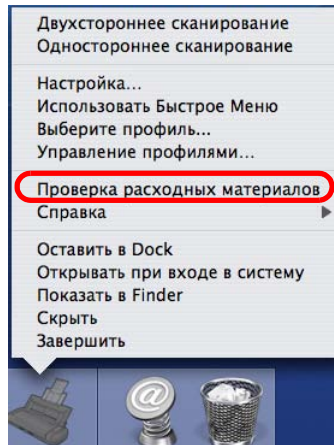 Двухстороннее сканирование
Одностороннее сканирование
Настройка...
Использовать Быстрое Меню
Выберите профиль...
Управление профилями...
Проверка расходных материалов
Справка
Оставить в Dock
Открывать при входе в систему
Показать в Finder
Скрыть
Завершить
@